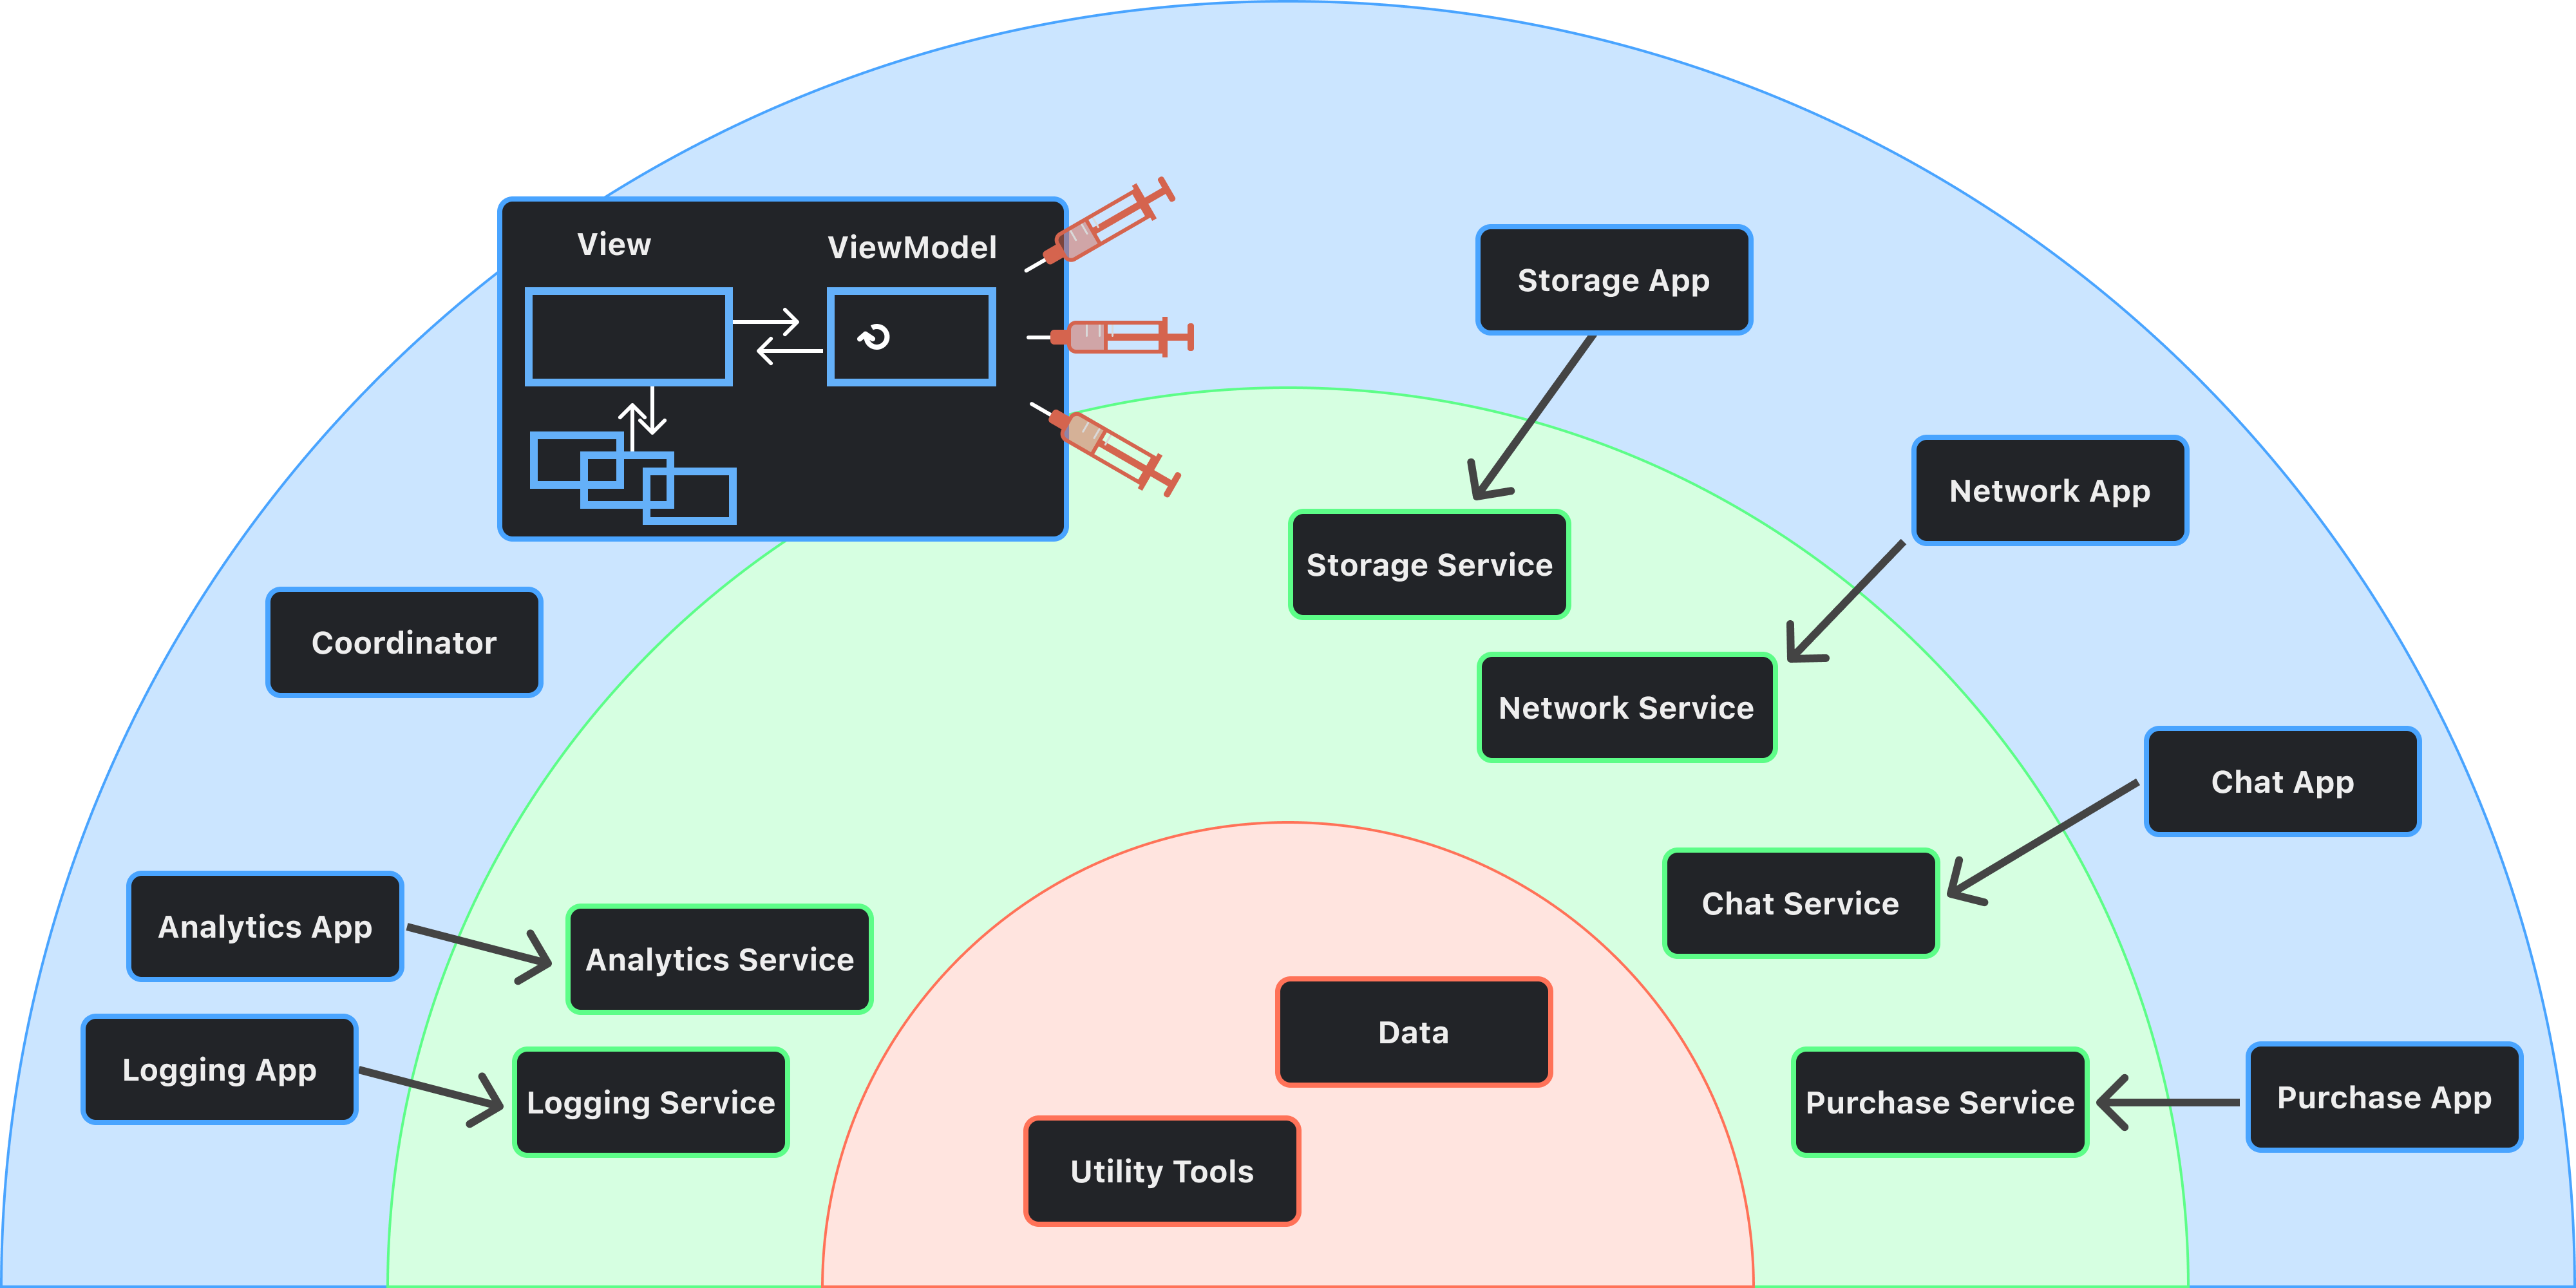 View
ViewModel
Storage App
Network App
Storage Service
Coordinator
Network Service
Chat App
Chat Service
Analytics App
Analytics Service
Data
Logging App
Logging Service
Purchase Service
Purchase App
Utility Tools